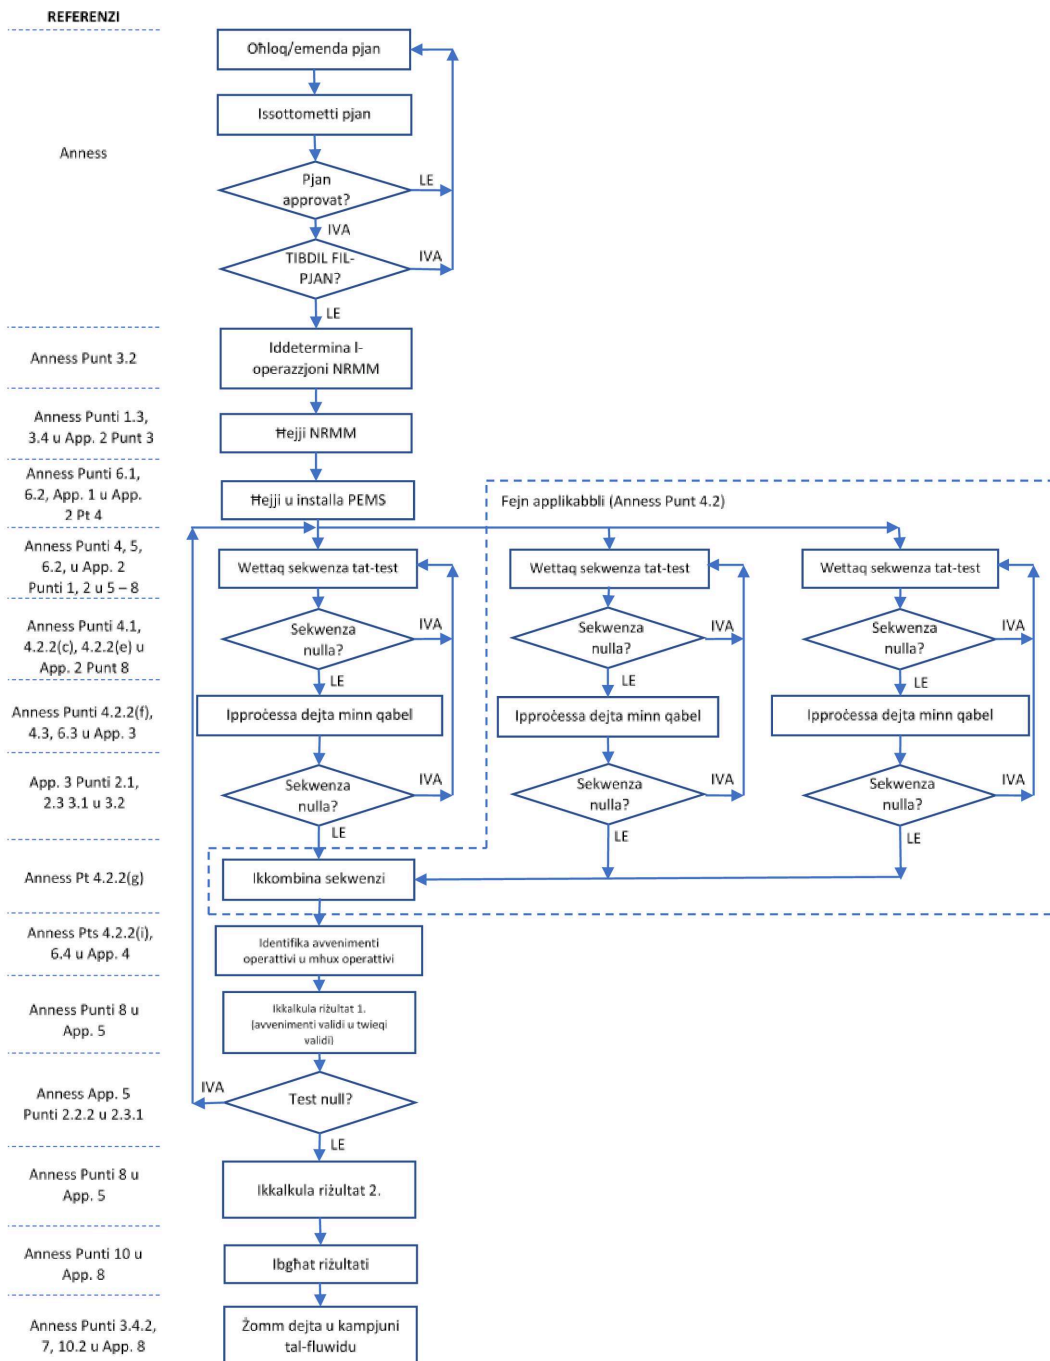 REFERENZI
Oħloq/emenda pjan
Issottometti pjan
Anness
Pjan
approvat?
LE
IVA
TIBDIL FIL-
PJAN?
IVA
LE
Anness Punt 3.2
Iddetermina l-
operazzjoni NRMM
Anness Punti 1.3,
3.4 u App. 2 Punt 3
Ħejji NRMM
Anness Punti 6.1,
6.2, App. 1 u App.
2 Pt 4
Ħejji u installa PEMS
Fejn applikabbli (Anness Punt 4.2)
Anness Punti 4, 5,
6.2, u App. 2
Punti 1, 2 u 5 – 8
Wettaq sekwenza tat-test
Wettaq sekwenza tat-test
Wettaq sekwenza tat-test
Anness Punti 4.1,
4.2.2(c), 4.2.2(e) u
App. 2 Punt 8
Sekwenza
nulla?
IVA
LE
Sekwenza
nulla?
IVA
LE
Sekwenza
nulla?
IVA
LE
Anness Punti 4.2.2(f),
4.3, 6.3 u App. 3
Ipproċessa dejta minn qabel
Ipproċessa dejta minn qabel
Ipproċessa dejta minn qabel
App. 3 Punti 2.1,
2.3 3.1 u 3.2
Sekwenza
nulla?
IVA
LE
Sekwenza
nulla?
IVA
LE
Sekwenza
nulla?
IVA
LE
Anness Pt 4.2.2(g)
Ikkombina sekwenzi
Anness Pts 4.2.2(i),
6.4 u App. 4
Identifika avvenimenti
operattivi u mhux operattivi
Anness Punti 8 u
App. 5
Ikkalkula riżultat 1.
(avvenimenti validi u twieqi
validi)
Anness App. 5
Punti 2.2.2 u 2.3.1
IVA
Test null?
LE
Anness Punti 8 u
App. 5
Ikkalkula riżultat 2.
Anness Punti 10 u
App. 8
Ibgħat riżultati
Anness Punti 3.4.2,
7, 10.2 u App. 8
Żomm dejta u kampjuni
tal-fluwidu